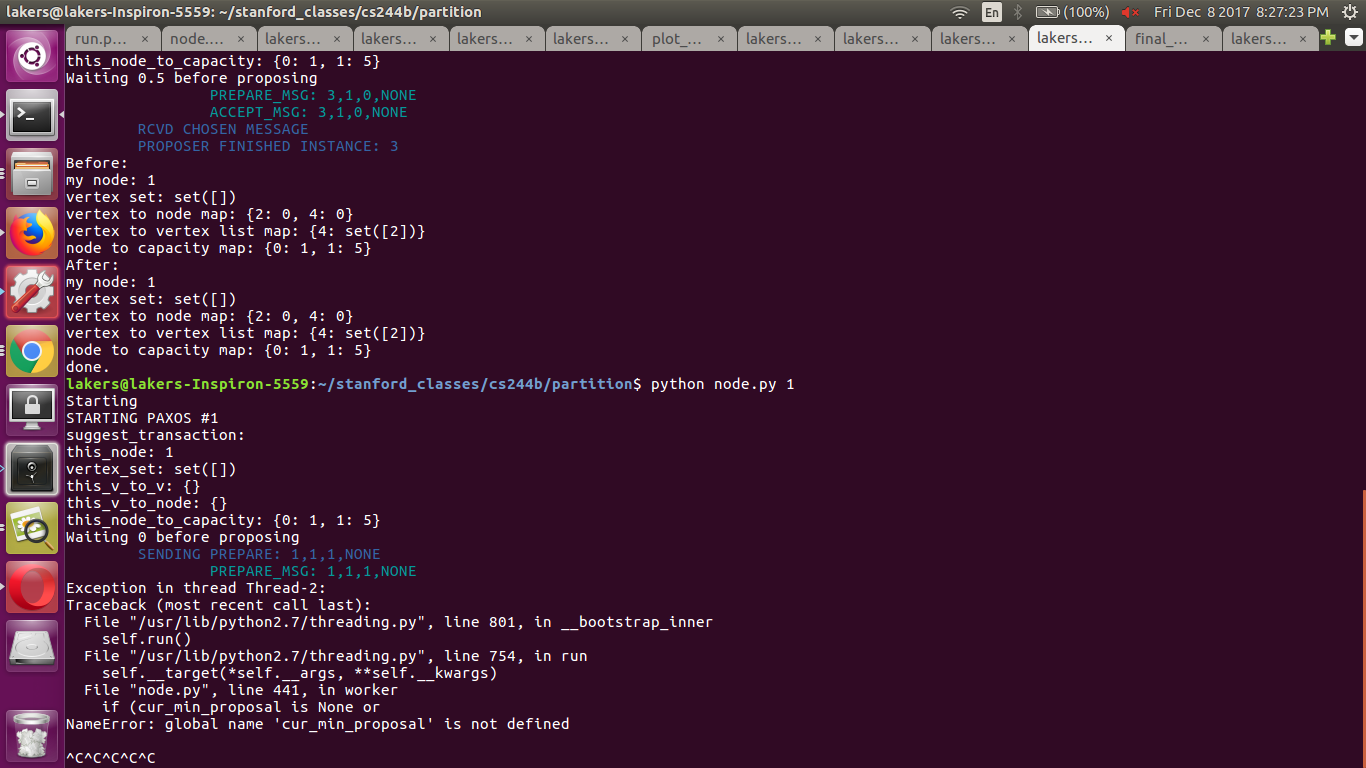 lakers@lakers-Inspiron-5559: ~/stanford_classes/cs244b/partition En (100%) Fri Dec 8 2017 8:27:23 PM
run.p... × node.... × lakers... × lakers... × lakers... × lakers... × plot_... × lakers... × lakers... × lakers... × lakers... × final_... × lakers... ×
this_node_to_capacity: {0: 1, 1: 5}
Waiting 0.5 before proposing
PREPARE_MSG: 3,1,0,NONE
ACCEPT_MSG: 3,1,0,NONE
RCVD CHOSEN MESSAGE
PROPOSER FINISHED INSTANCE: 3
Before:
my node: 1
vertex set: set([])
vertex to node map: {2: 0, 4: 0}
vertex to vertex list map: {4: set([2])}
node to capacity map: {0: 1, 1: 5}
After:
my node: 1
vertex set: set([])
vertex to node map: {2: 0, 4: 0}
vertex to vertex list map: {4: set([2])}
node to capacity map: {0: 1, 1: 5}
done.
lakers@lakers-Inspiron-5559:~/stanford_classes/cs244b/partition$ python node.py 1
Starting
STARTING PAXOS #1
suggest_transaction:
this_node: 1
vertex_set: set([])
this_v_to_v: {}
this_v_to_node: {}
this_node_to_capacity: {0: 1, 1: 5}
Waiting 0 before proposing
SENDING PREPARE: 1,1,1,NONE
PREPARE_MSG: 1,1,1,NONE
Exception in thread Thread-2:
Traceback (most recent call last):
File "/usr/lib/python2.7/threading.py", line 801, in __bootstrap_inner
self.run()
File "/usr/lib/python2.7/threading.py", line 754, in run
self.__target(*self.__args, **self.__kwargs)
File "node.py", line 441, in worker
if (cur_min_proposal is None or
NameError: global name 'cur_min_proposal' is not defined
^C^C^C^C^C